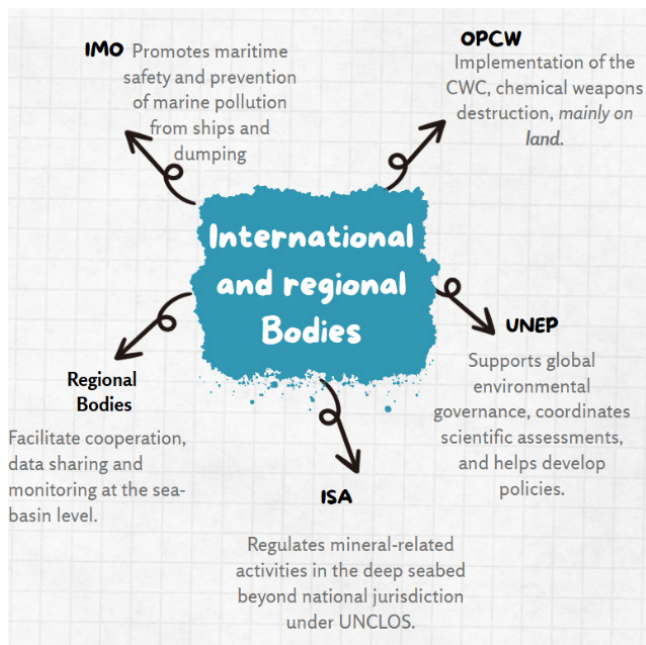 International
and regional
Bodies
IMO
Promotes maritime
safety and prevention
of marine pollution
from ships and
dumping
OPCW
Implementation of the
CWC, chemical weapons
destruction, mainly on
land.
UNEP
Supports global
environmental
governance, coordinates
scientific assessments,
and helps develop
policies.
ISA
Regulates mineral-related
activities in the deep seabed
beyond national jurisdiction
under UNCLOS.
Regional
Bodies
Facilitate cooperation,
data sharing and
monitoring at the sea-
basin level.